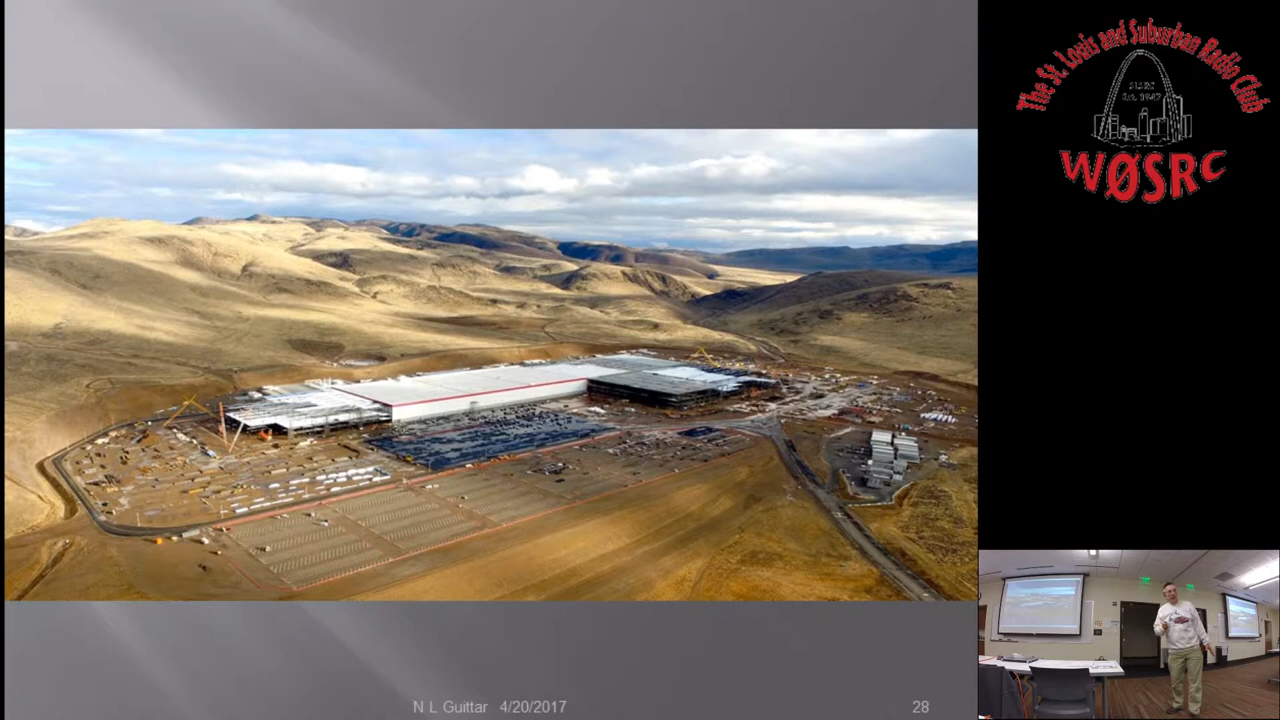 The St. Louis and Suburban Radio Club
SLSRC
Est. 1947
WØSRC
N L Guittar 4/20/2017
28